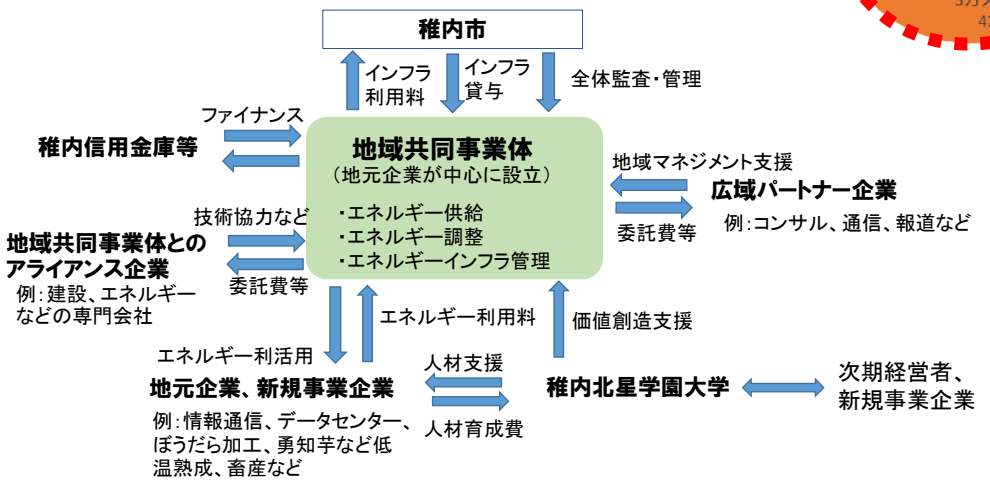 5万
4
稚内市
インフラ
利用料
インフラ
貸与
全体監査・管理
ファイナンス
稚内信用金庫等
地域共同事業体
(地元企業が中心に設立)
・エネルギー供給
・エネルギー調整
・エネルギーインフラ管理
地域マネジメント支援
広域パートナー企業
委託費等
例:コンサル、通信、報道など
技術協力など
地域共同事業体との
アライアンス企業
委託費等
例:建設、エネルギー
などの専門会社
エネルギー利活用
エネルギー利用料
価値創造支援
地元企業、新規事業企業
例:情報通信、データセンター、
ぼうだら加工、勇知芋など低
温熟成、畜産など
人材支援
人材育成費
稚内北星学園大学
次期経営者、
新規事業企業